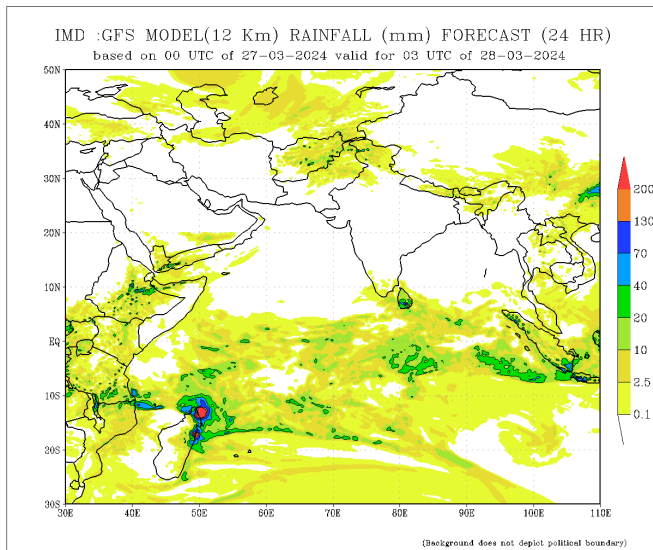 IMD :GFS MODEL(12 Km) RAINFALL (mm) FORECAST (24 HR)
based on 00 UTC of 27-03-2024 valid for 03 UTC of 28-03-2024
50N
40N
30N
20N
10N
EQ
10S
20S
30S
30E 40E 50E 60E 70E 80E 90E 100E 110E
200
130
70
40
20
10
2.5
0.1
(Background does not depict political boundary)